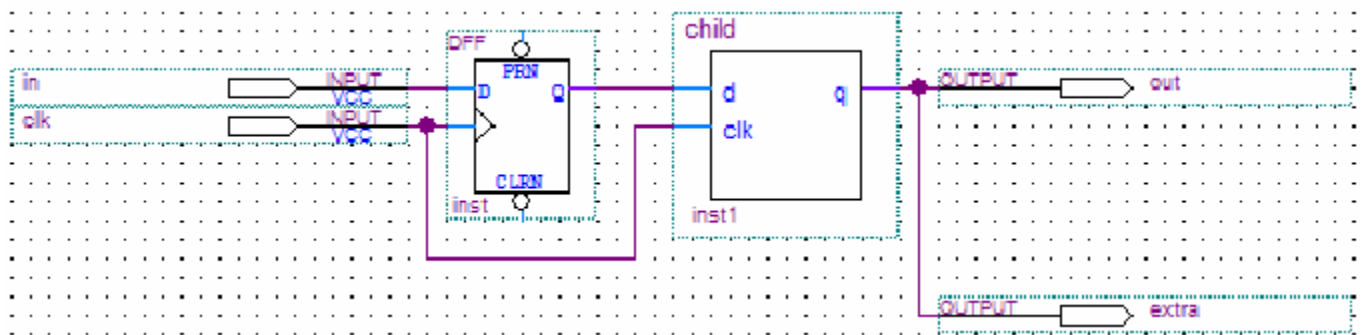 in
INPUT
VCC
clk
INPUT
VCC
DFF
PRN
D
Q
CLRN
inst
child
d
q
clk
inst1
OUTPUT
out
OUTPUT
extra